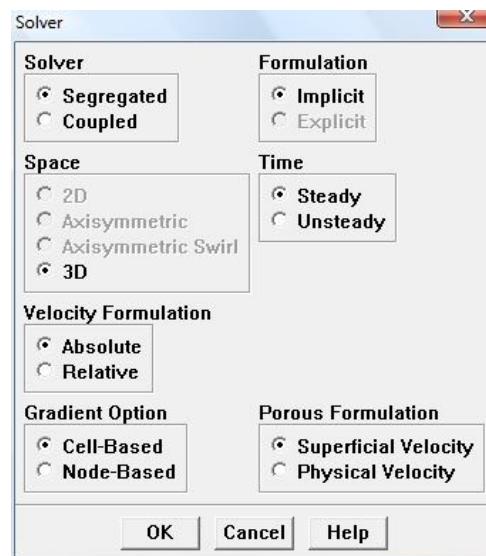 Solver
Solver
Segregated
Coupled
Formulation
Implicit
Explicit
Space
2D
Axisymmetric
Axisymmetric Swirl
3D
Time
Steady
Unsteady
Velocity Formulation
Absolute
Relative
Gradient Option
Cell-Based
Node-Based
Porous Formulation
Superficial Velocity
Physical Velocity
OK Cancel Help